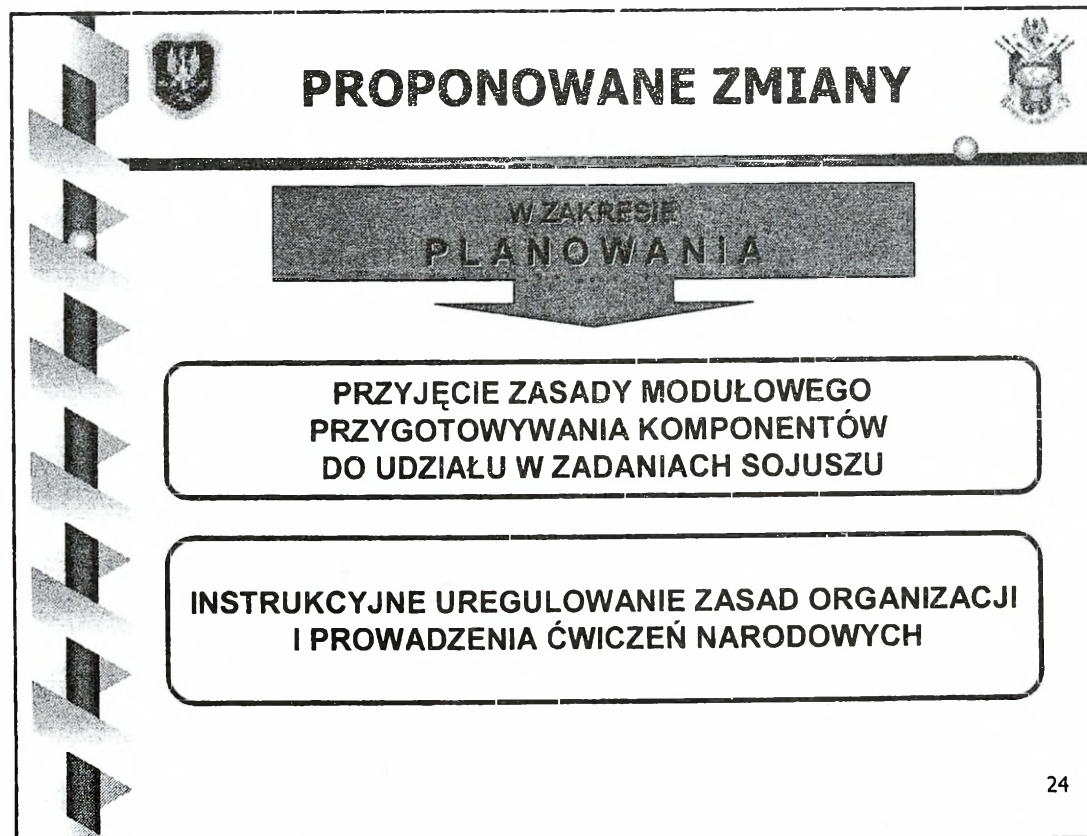 PROPONOWANE ZMIANY
W ZAKRESIE
PLANOWANIA
PRZYJĘCIE ZASADY MODUŁOWEGO
PRZYGOTOWYWANIA KOMPONENTÓW
DO UDZIAŁU W ZADANIACH SOJUSZU
INSTRUKCYJNE UREGULOWANIE ZASAD ORGANIZACJI
I PROWADZENIA ĆWICZEŃ NARODOWYCH
24